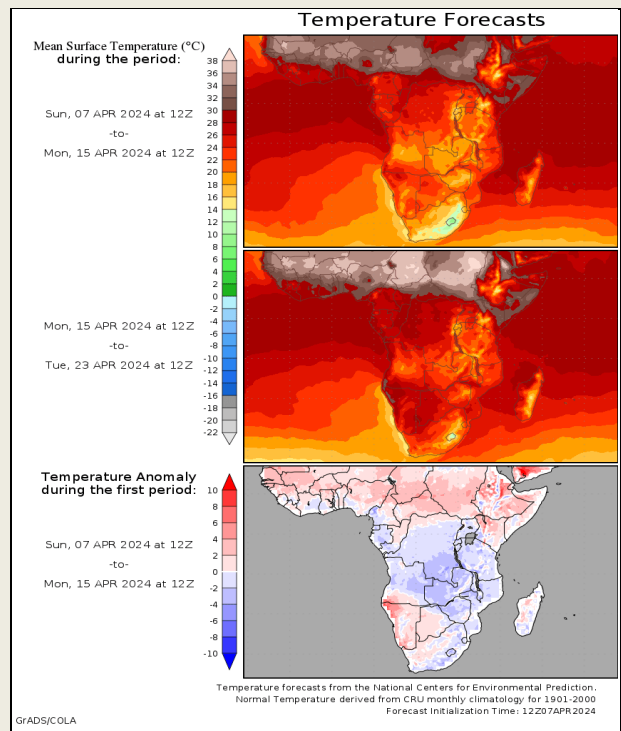 Temperature Forecasts
Mean Surface Temperature (°C)
during the period:
Sun, 07 APR 2024 at 12Z
-to-
Mon, 15 APR 2024 at 12Z
38
36
34
32
30
29
28
26
24
22
20
18
16
14
12
10
8
6
4
2
0
-2
-4
-6
-8
-10
-12
-14
-16
-18
-20
-22
Mon, 15 APR 2024 at 12Z
-to-
Tue, 23 APR 2024 at 12Z
Temperature Anomaly
during the first period:
Sun, 07 APR 2024 at 12Z
-to-
Mon, 15 APR 2024 at 12Z
10
8
6
4
2
0
-2
-4
-6
-8
-10
Temperature forecasts from the National Centers for Environmental Prediction.
Normal Temperature derived from CRU monthly climatology for 1901-2000
Forecast Initialization Time: 12Z07APR2024
GrADS/COLA